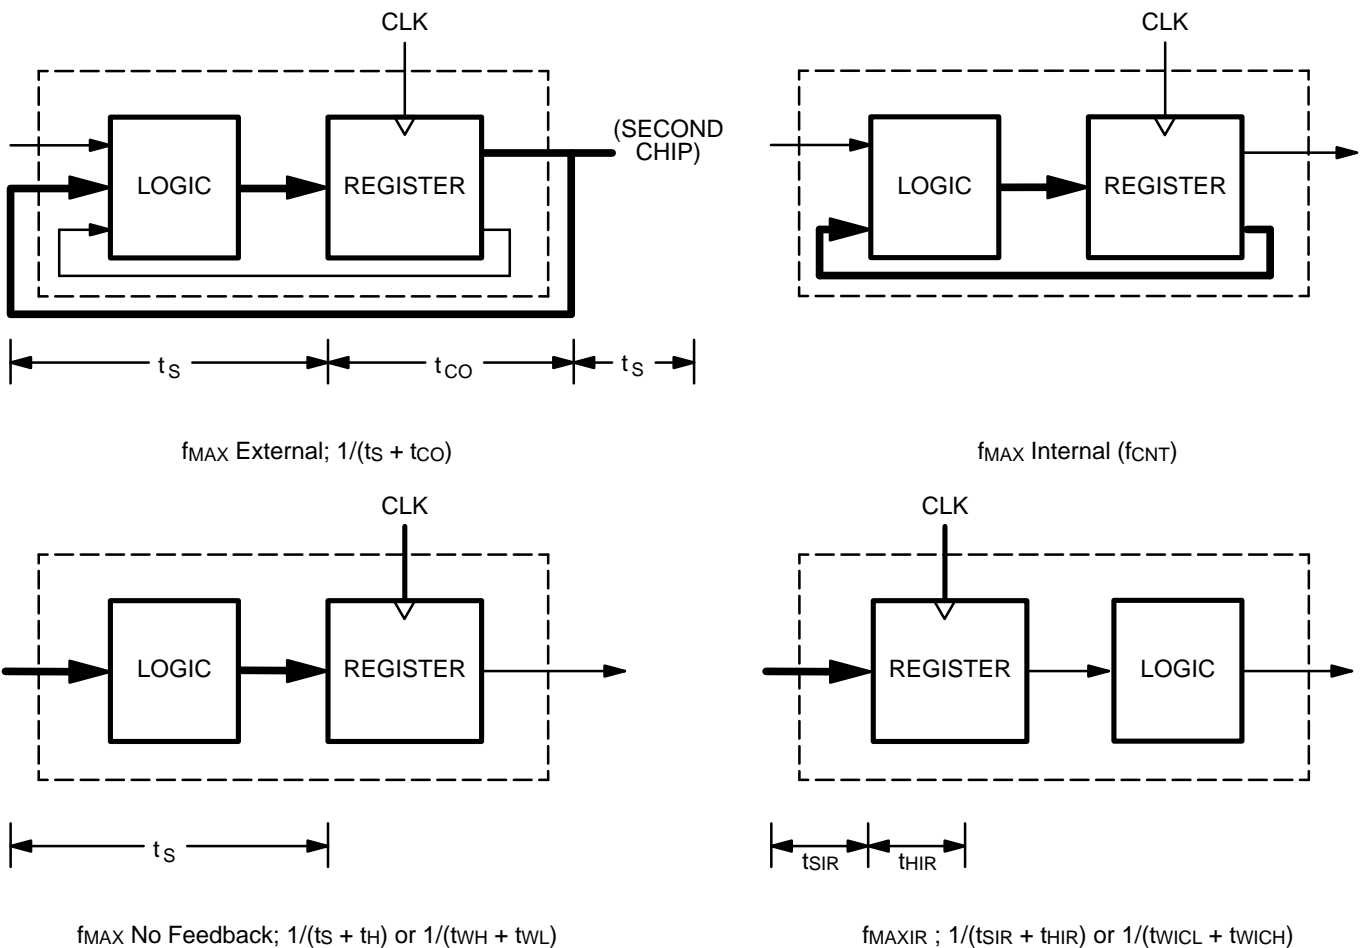 CLK
(SECOND
CHIP)
LOGIC
REGISTER
tS
tCO
tS
fMAX External; 1/(tS + tCO)
CLK
LOGIC
REGISTER
fMAX Internal (fCNT)
CLK
LOGIC
REGISTER
tS
fMAX No Feedback; 1/(tS + tH) or 1/(tWH + tWL)
CLK
REGISTER
LOGIC
tSIR
tHIR
fMAXIR ; 1/(tSIR + tHIR) or 1/(tWICL + tWICH)